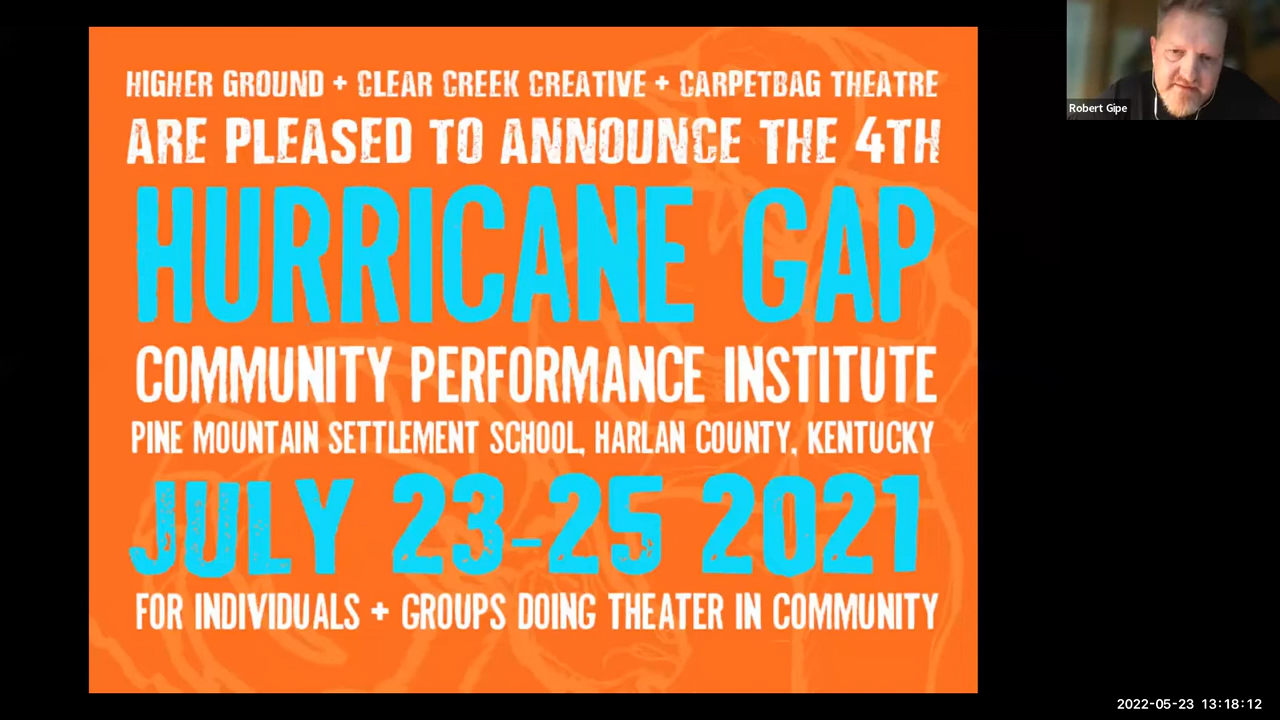 HIGHER GROUND + CLEAR CREEK CREATIVE + CARPETBAG THEATRE
ARE PLEASED TO ANNOUNCE THE 4TH
HURRICANE GAP
COMMUNITY PERFORMANCE INSTITUTE
PINE MOUNTAIN SETTLEMENT SCHOOL, HARLAN COUNTY, KENTUCKY
JULY 23-25 2021
FOR INDIVIDUALS + GROUPS DOING THEATER IN COMMUNITY
Robert Gipe
2022-05-23 13:18:12